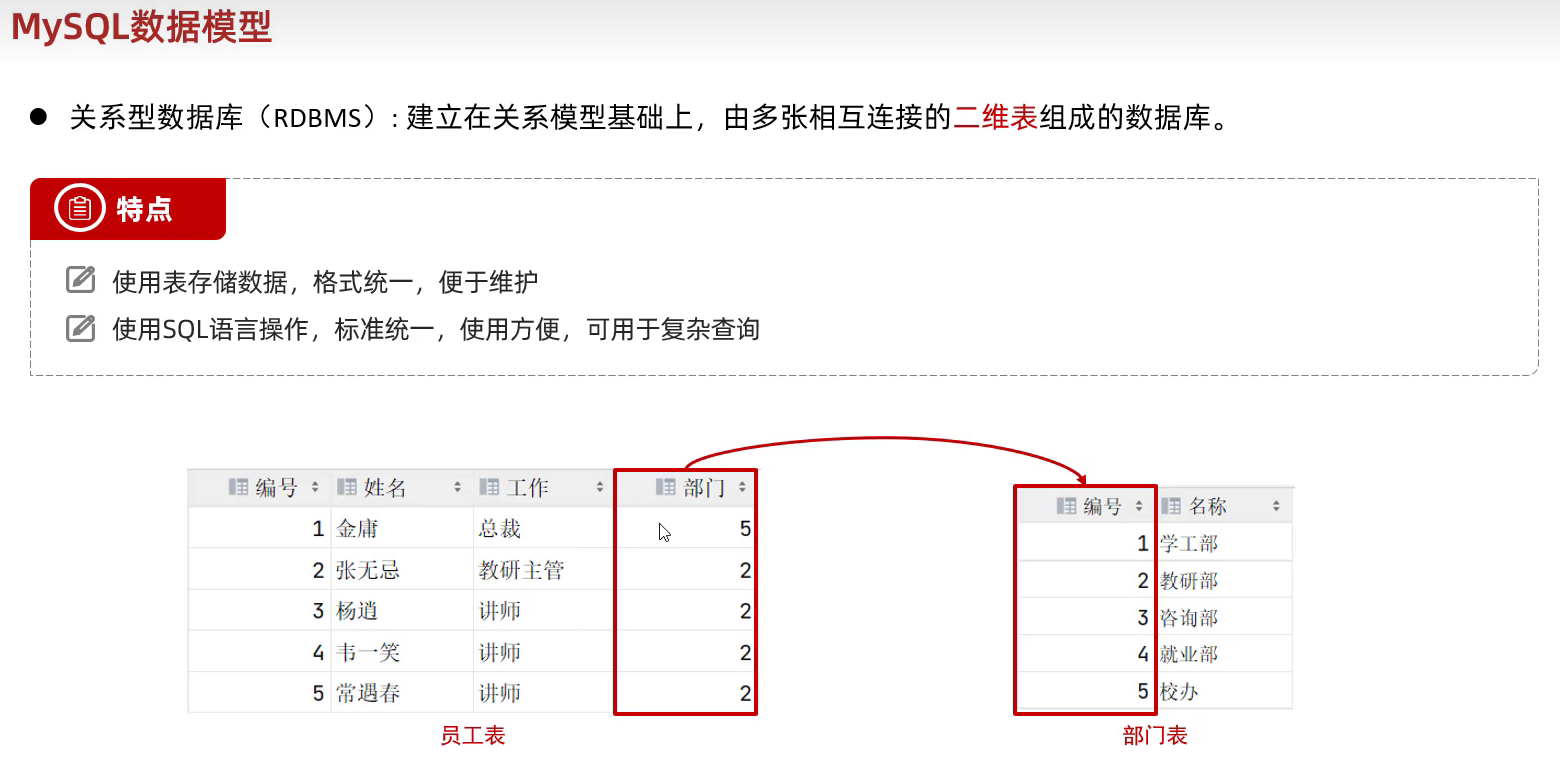 MySQL数据模型
关系型数据库（RDBMS）: 建立在关系模型基础上，由多张相互连接的二维表组成的数据库。
特点
使用表存储数据，格式统一，便于维护
使用SQL语言操作，标准统一，使用方便，可用于复杂查询
编号 姓名 工作 部门
1 金庸 总裁 5
2 张无忌 教研主管 2
3 杨逍 讲师 2
4 韦一笑 讲师 2
5 常遇春 讲师 2
员工表
编号 名称
1 学工部
2 教研部
3 咨询部
4 就业部
5 校办
部门表